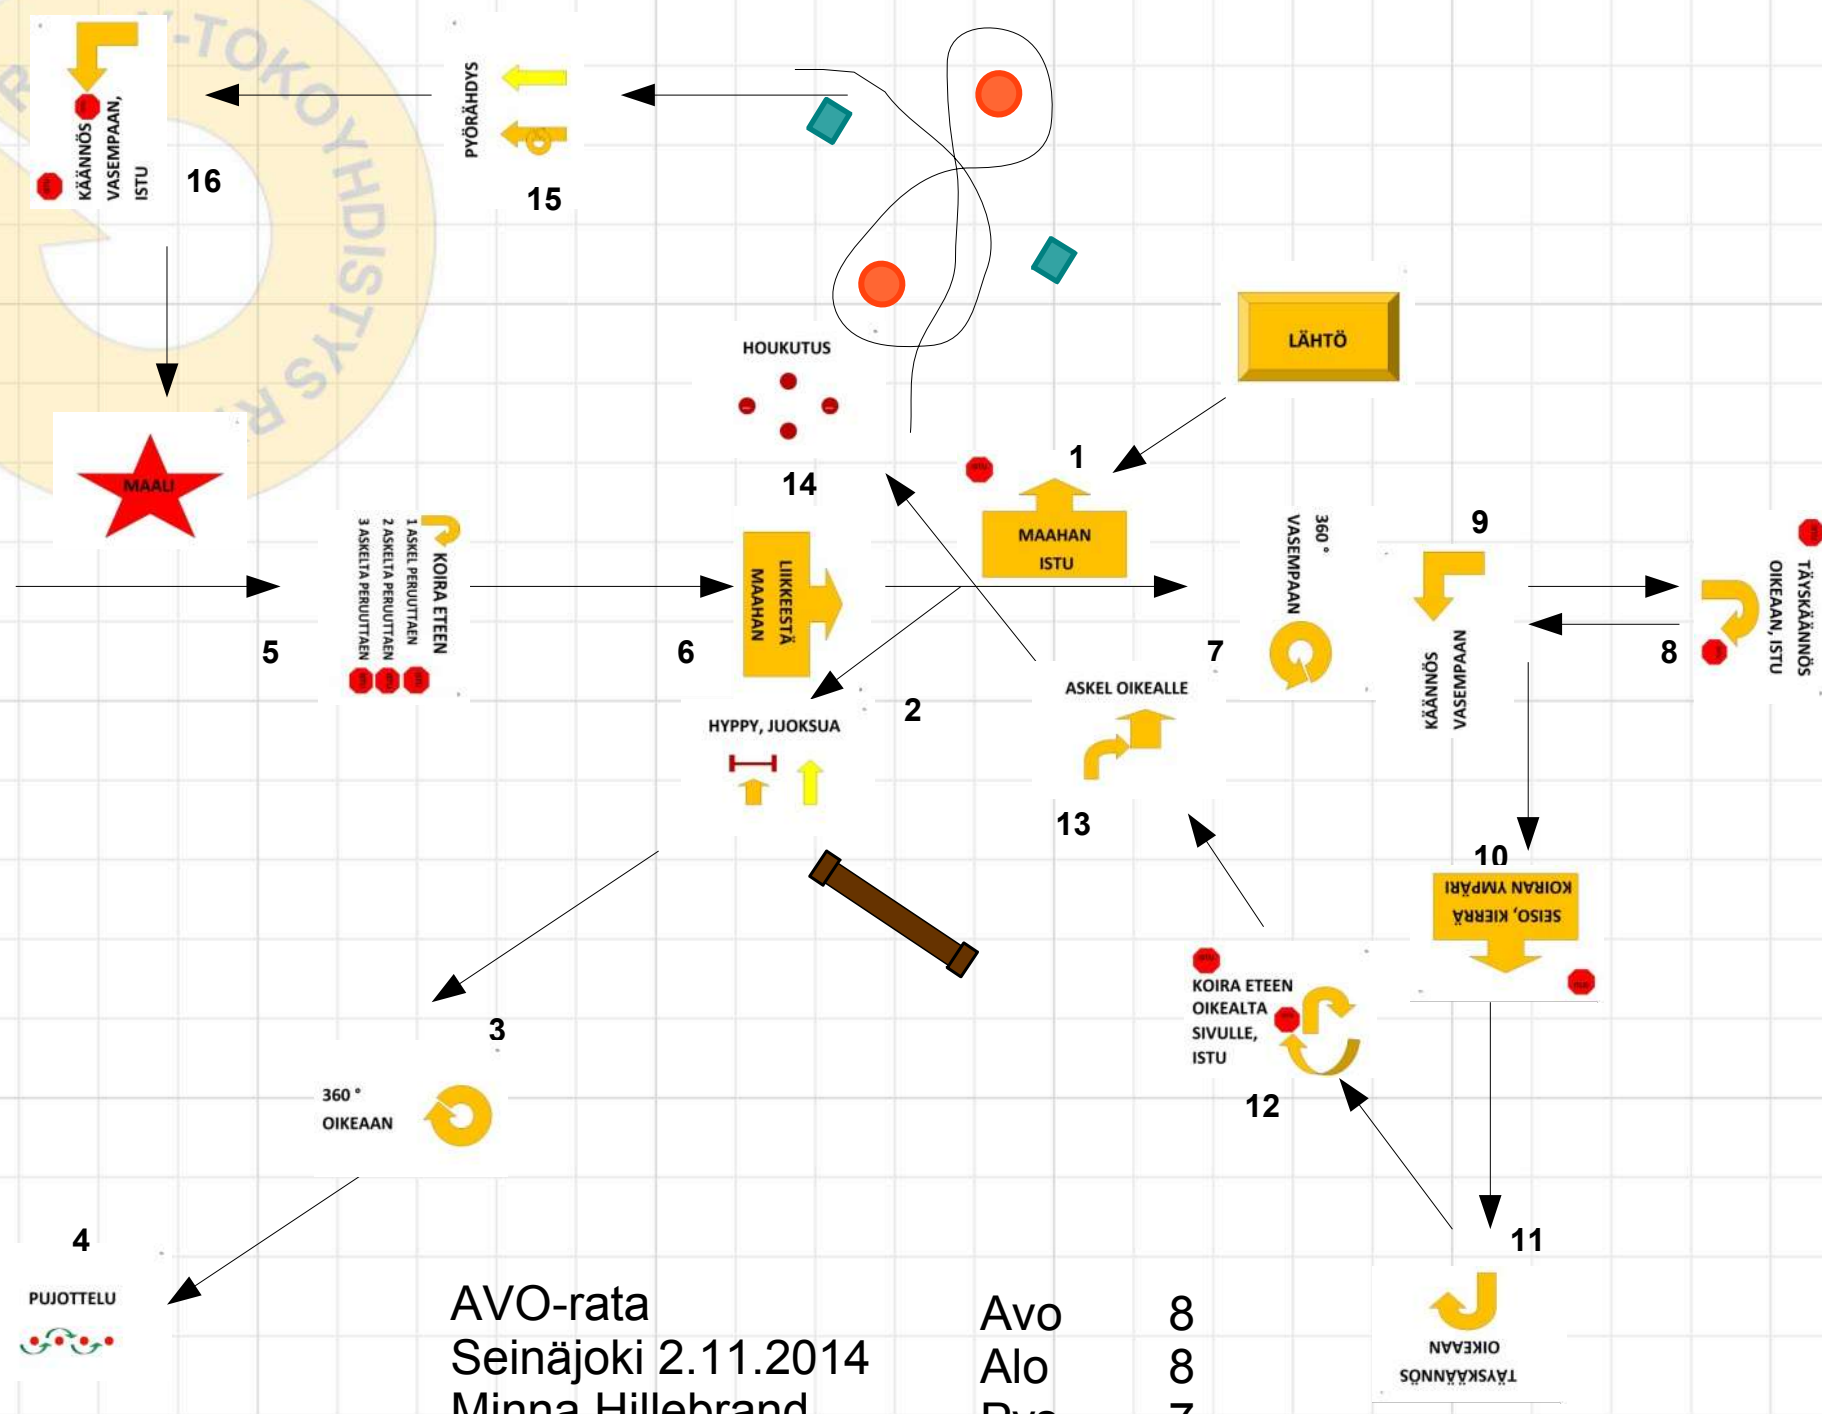 K-TOKOYHDISTYS R
KÄÄNNÖS
VASEMPAAN,
ISTU
16
PYÖRÄHDYS
15
HOUKUTUS
14
LÄHTÖ
1
MAAHAN
ISTU
MAALI
5
KOIRA ETEEN
1 ASKEL PERUUTTAEN
2 ASKELTA PERUUTTAEN
3 ASKELTA PERUUTTAEN
6
LIIKKEESTÄ
MAAHAN
7
360 °
VASEMPAAN
9
KÄÄNNÖS
VASEMPAAN
8
TÄYSKÄÄNNÖS
OIKEAAN, ISTU
2
HYPPY, JUOKSUA
ASKEL OIKEALLE
13
10
SEISO, KIERRÄ
KOIRAN YMPÄRI
KOIRA ETEEN
OIKEALTA
SIVULLE,
ISTU
12
3
360 °
OIKEAAN
4
PUJOTTELU
11
TÄYSKÄÄNNÖS
OIKEAAN
AVO-rata
Seinäjoki 2.11.2014
Minna Hillebrand
Avo 8
Alo 8
7